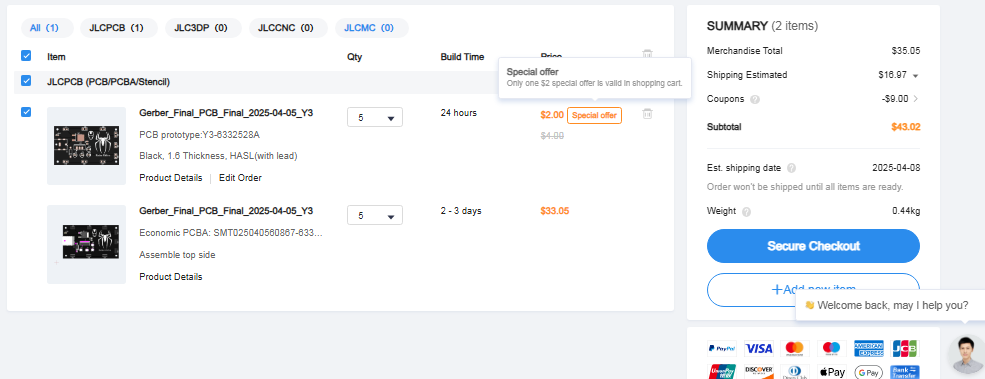 All (1) JLCPCB (1) JLC3DP (0) JLCCNC (0) JLCMC (0)
Item Qty Build Time Price
JLCPCB (PCB/PCBA/Stencil)
Special offer
Only one $2 special offer is valid in shopping cart.
Gerber_Final_PCB_Final_2025-04-05_Y3 5 24 hours $2.00 Special offer
PCB prototype:Y3-6332528A $4.00
Black, 1.6 Thickness, HASL(with lead)
Product Details | Edit Order
Gerber_Final_PCB_Final_2025-04-05_Y3 5 2 - 3 days $33.05
Economic PCBA: SMT025040560867-633...
Assemble top side
Product Details
SUMMARY (2 items)
Merchandise Total $35.05
Shipping Estimated $16.97
Coupons ? -$9.00 >
Subtotal $43.02
Est. shipping date ? 2025-04-08
Order won't be shipped until all items are ready.
Weight ? 0.44kg
Secure Checkout
+Add new item
👋 Welcome back, may I help you?
PayPal VISA mastercard maestro AMERICAN EXPRESS JCB
UnionPay DISCOVER Diners Club Apple Pay G Pay Bank Transfer